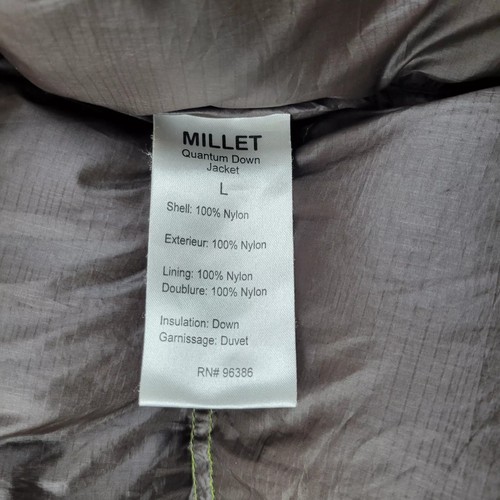 MILLET
Quantum Down
Jacket
L
Shell: 100% Nylon
Exterieur: 100% Nylon
Lining: 100% Nylon
Doublure: 100% Nylon
Insulation: Down
Garnissage: Duvet
RN# 96386